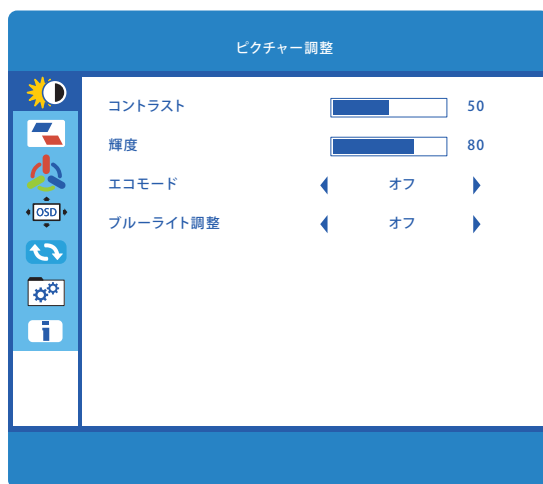 ピクチャー調整
コントラスト 50
輝度 80
エコモード オフ
ブルーライト調整 オフ
OSD
i